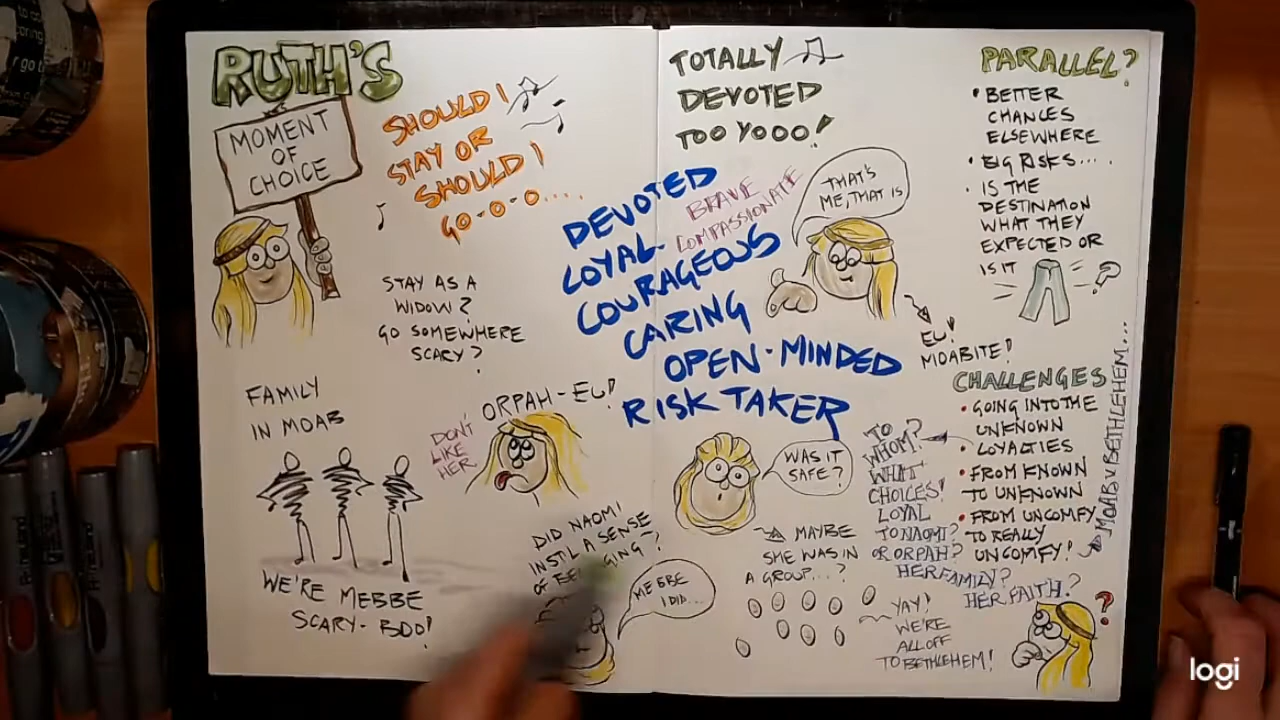 RUTH'S
MOMENT
OF
CHOICE
SHOULD I
STAY OR
SHOULD I
GO-O-O....
STAY AS A
WIDOW?
GO SOMEWHERE
SCARY?
FAMILY
IN MOAB
WE'RE MEBBE
SCARY - BOO!
ORPAH - EU!
DON'T
LIKE
HER.
DID NAOMI
INSTIL A SENSE
OF
MEBBE
I DID...
TOTALLY
DEVOTED
TOO YOOO!
DEVOTED
LOYAL
COURAGEOUS
CARING
OPEN-MINDED
RISK TAKER
BRAVE
COMPASSIONATE
THAT'S
ME, THAT IS
EU!
MOABITE!
WAS IT
SAFE?
MAYBE
SHE WAS IN
A GROUP...?
YAY!
WE'RE
ALL OFF
TO BETHLEHEM!
PARALLEL?
• BETTER
CHANCES
ELSEWHERE
• BIG RISKS....
• IS THE
DESTINATION
WHAT THEY
EXPECTED OR
IS IT
?
CHALLENGES
• GOING INTO THE
UNKNOWN
• LOYALTIES
• FROM KNOWN
TO UNKNOWN
• FROM UNCOMFY
TO REALLY
UNCOMFY!
MOAB V BETHLEHEM...
TO
WHOM?
WHAT
CHOICES!
LOYAL
TO NAOMI?
OR ORPAH?
HER FAMILY?
HER FAITH?
?
logi